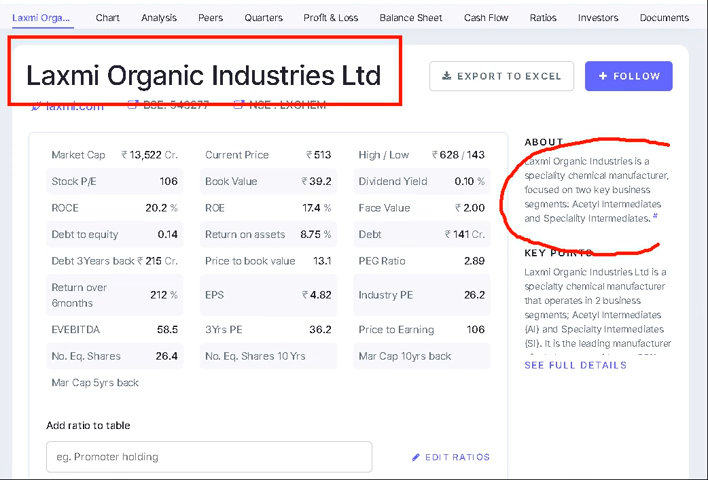 Laxmi Orga... Chart Analysis Peers Quarters Profit & Loss Balance Sheet Cash Flow Ratios Investors Documents
Laxmi Organic Industries Ltd
EXPORT TO EXCEL
+ FOLLOW
laxmi.com BSE: 543277 NSE : LXCHEM
Market Cap ₹ 13,522 Cr. Current Price ₹ 513 High / Low ₹ 628 / 143
Stock P/E 106 Book Value ₹ 39.2 Dividend Yield 0.10 %
ROCE 20.2 % ROE 17.4 % Face Value ₹ 2.00
Debt to equity 0.14 Return on assets 8.75 % Debt ₹ 141 Cr.
Debt 3Years back ₹ 215 Cr. Price to book value 13.1 PEG Ratio 2.89
Return over 6months 212 % EPS ₹ 4.82 Industry PE 26.2
EVEBITDA 58.5 3Yrs PE 36.2 Price to Earning 106
No. Eq. Shares 26.4 No. Eq. Shares 10 Yrs Mar Cap 10yrs back
Mar Cap 5yrs back
Add ratio to table
eg. Promoter holding
EDIT RATIOS
ABOUT
Laxmi Organic Industries is a
specialty chemical manufacturer,
focused on two key business
segments: Acetyl Intermediates
and Specialty Intermediates. #
KEY POINTS
Laxmi Organic Industries Ltd is a
specialty chemical manufacturer
that operates in 2 business
segments; Acetyl Intermediates
(AI) and Specialty Intermediates
(SI). It is the leading manufacturer
SEE FULL DETAILS